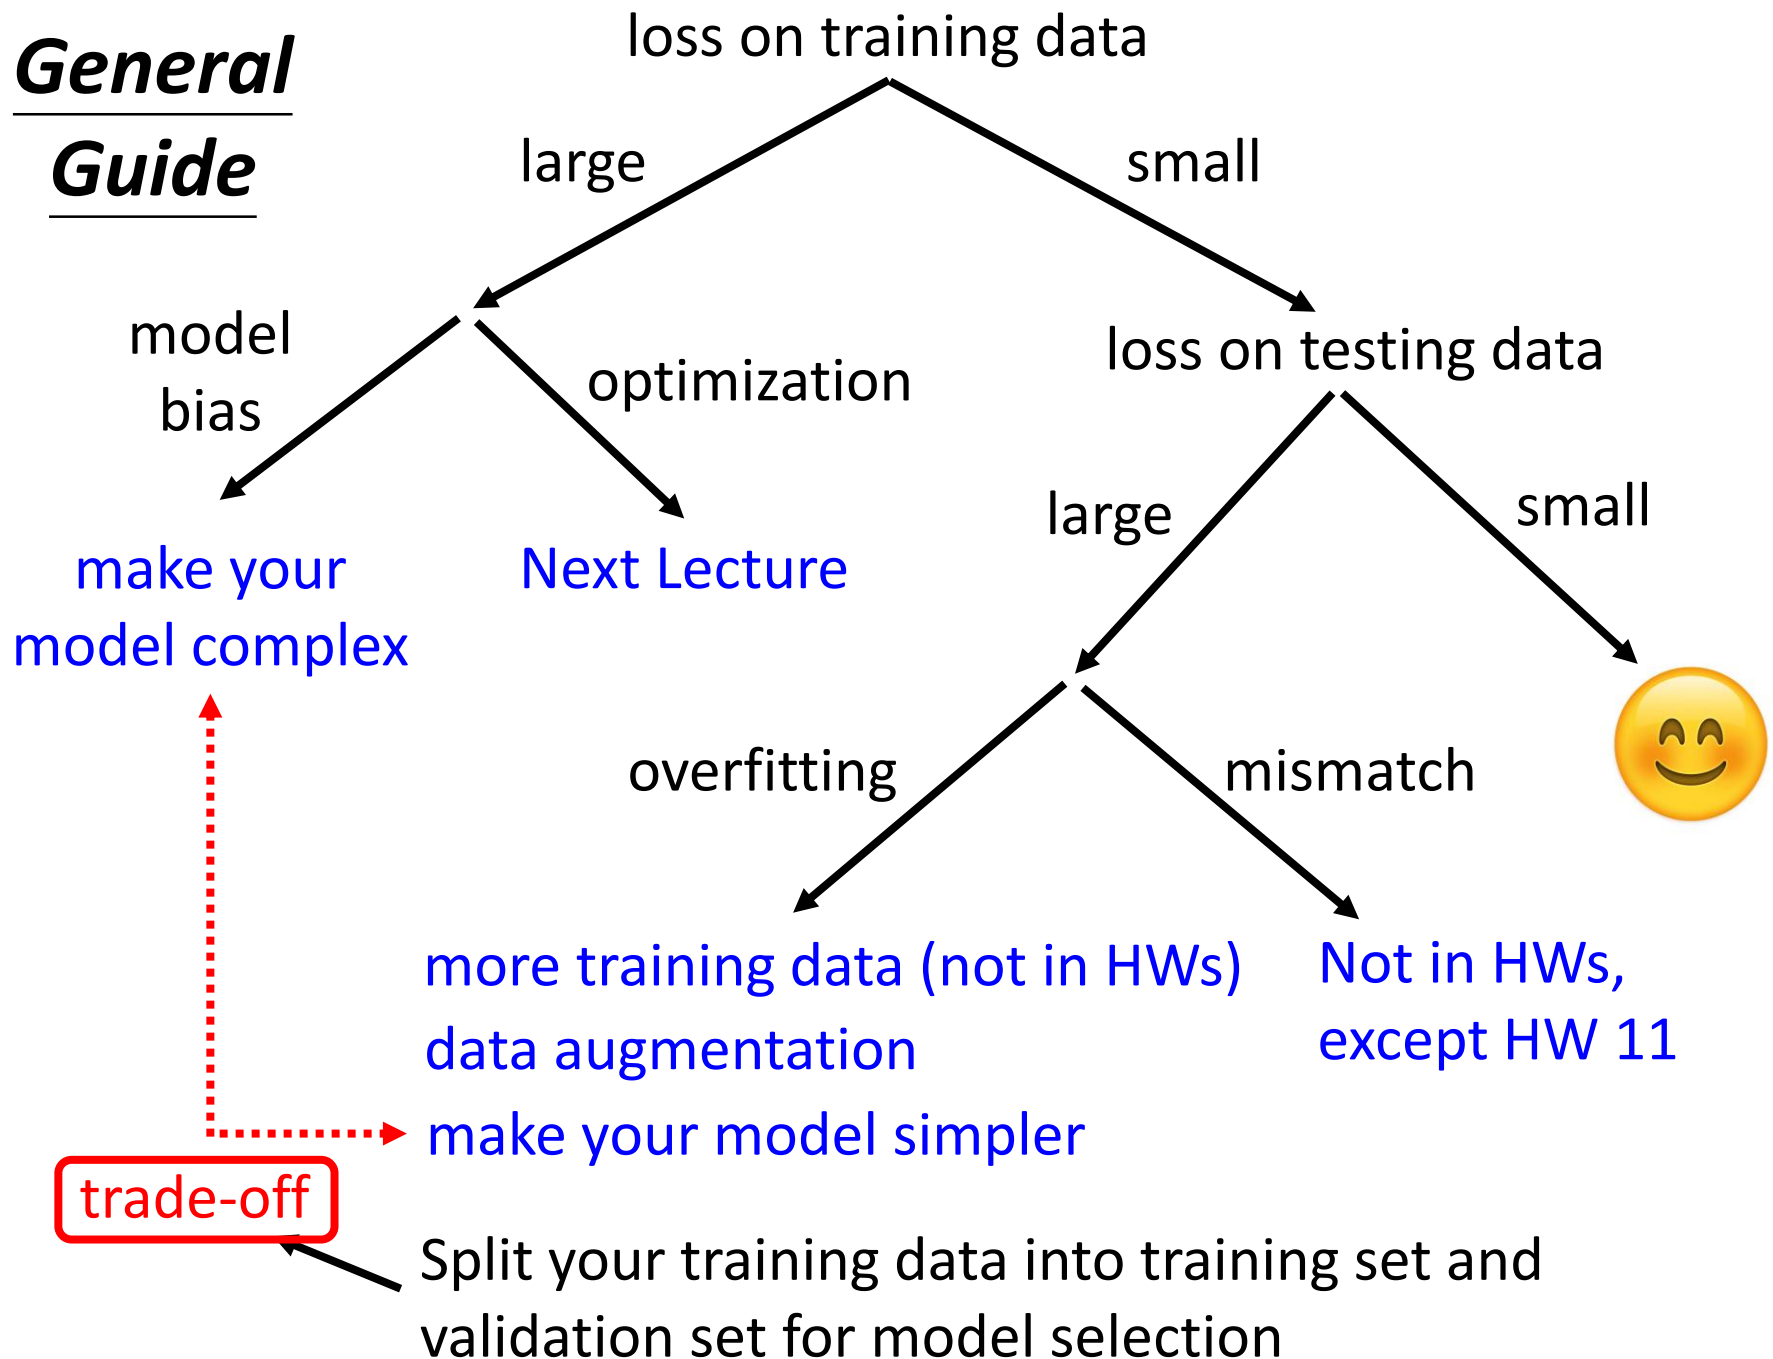 General
Guide
loss on training data
large
small
model
bias
optimization
loss on testing data
make your
model complex
Next Lecture
large
small
overfitting
mismatch
more training data (not in HWs)
data augmentation
make your model simpler
Not in HWs,
except HW 11
trade-off
Split your training data into training set and
validation set for model selection